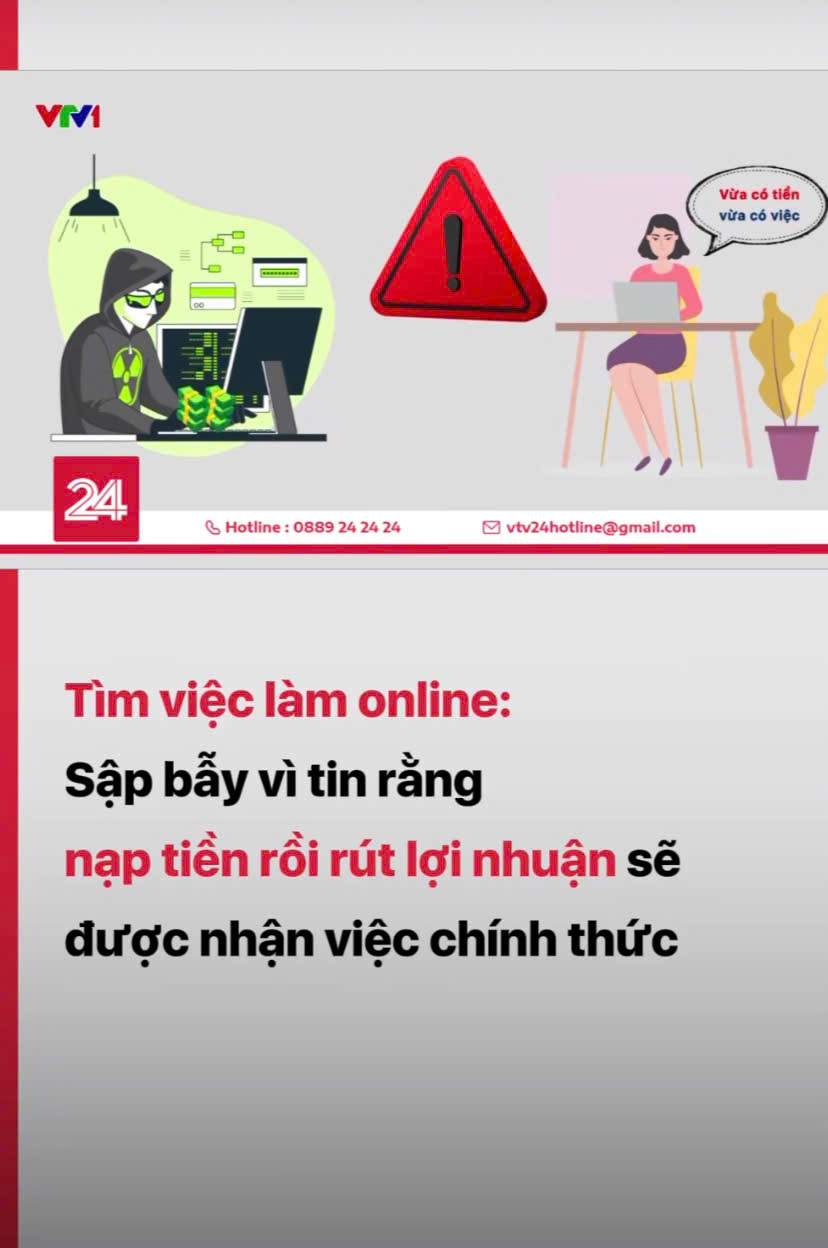 VTV1
Vừa có tiền
vừa có việc
24
Hotline : 0889 24 24 24
vtv24hotline@gmail.com
Tìm việc làm online:
Sập bẫy vì tin rằng
nạp tiền rồi rút lợi nhuận sẽ
được nhận việc chính thức